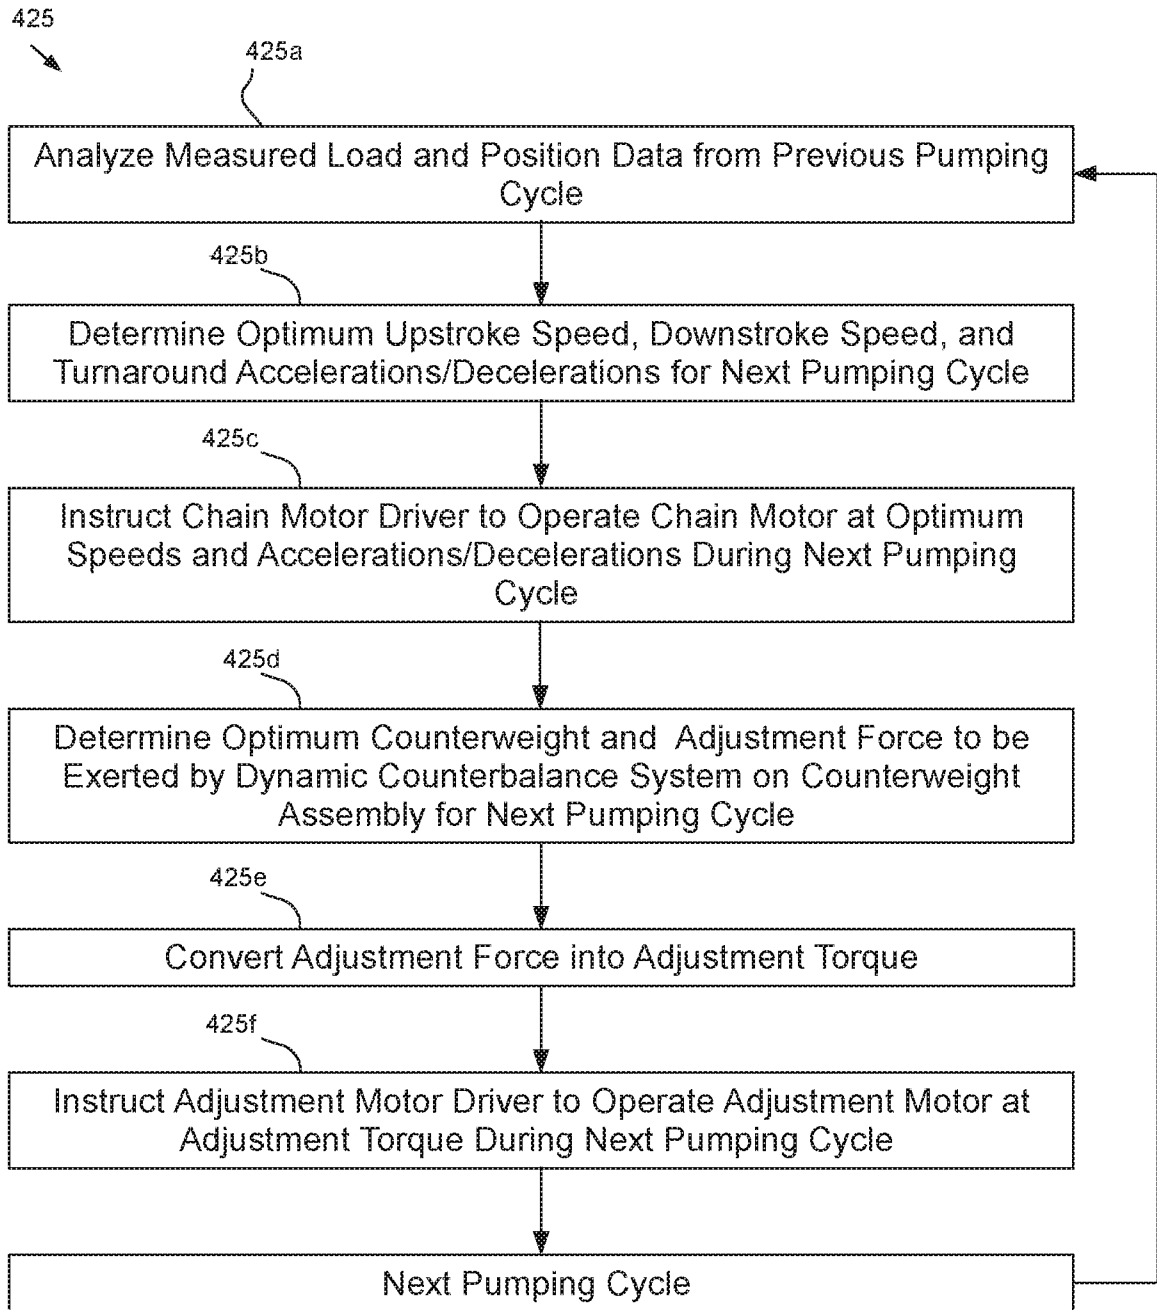 425
425a
Analyze Measured Load and Position Data from Previous Pumping
Cycle
425b
Determine Optimum Upstroke Speed, Downstroke Speed, and
Turnaround Accelerations/Decelerations for Next Pumping Cycle
425c
Instruct Chain Motor Driver to Operate Chain Motor at Optimum
Speeds and Accelerations/Decelerations During Next Pumping
Cycle
425d
Determine Optimum Counterweight and Adjustment Force to be
Exerted by Dynamic Counterbalance System on Counterweight
Assembly for Next Pumping Cycle
425e
Convert Adjustment Force into Adjustment Torque
425f
Instruct Adjustment Motor Driver to Operate Adjustment Motor at
Adjustment Torque During Next Pumping Cycle
Next Pumping Cycle